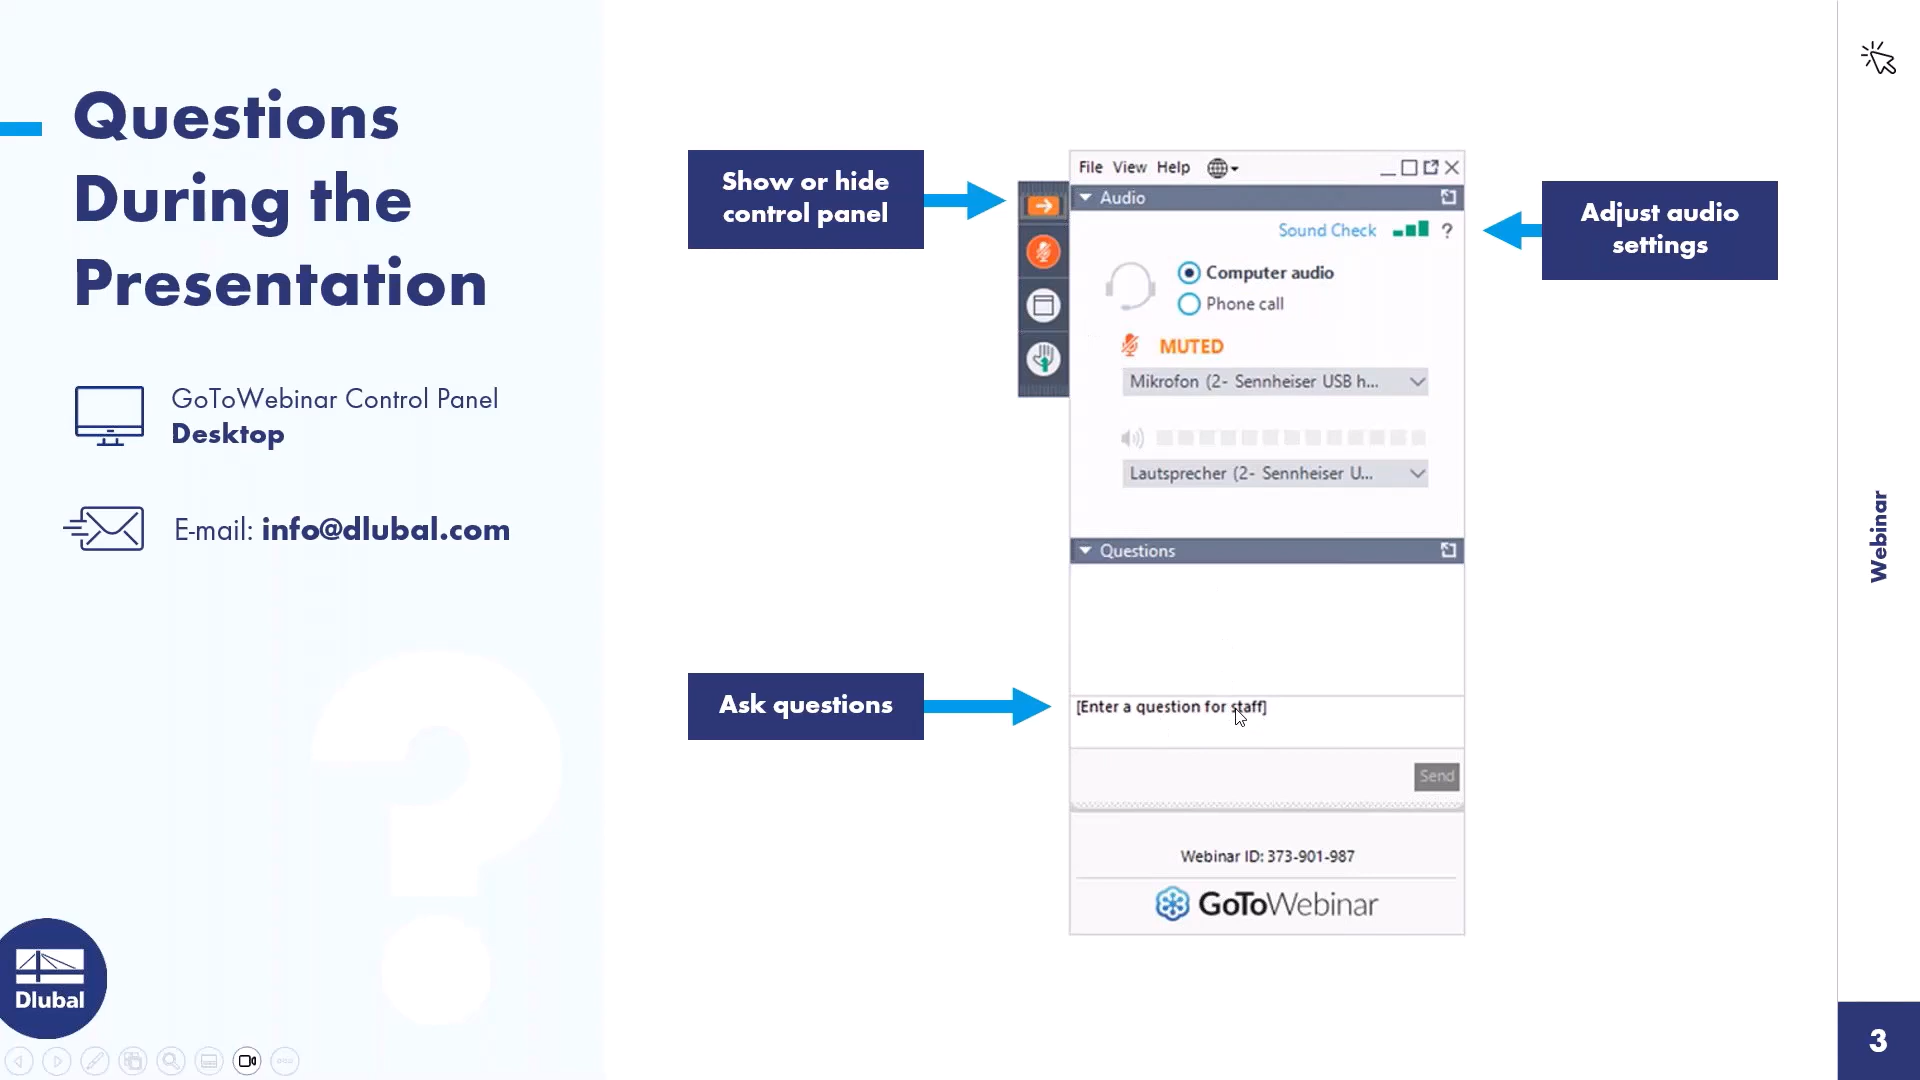 Questions
During the
Presentation
GoToWebinar Control Panel
Desktop
E-mail: info@dlubal.com
Dlubal
Show or hide
control panel
Ask questions
File View Help
Audio
Sound Check ?
Computer audio
Phone call
MUTED
Mikrofon (2- Sennheiser USB h...
Lautsprecher (2- Sennheiser U...
Questions
[Enter a question for staff]
Send
Webinar ID: 373-901-987
GoToWebinar
Adjust audio
settings
Webinar
3